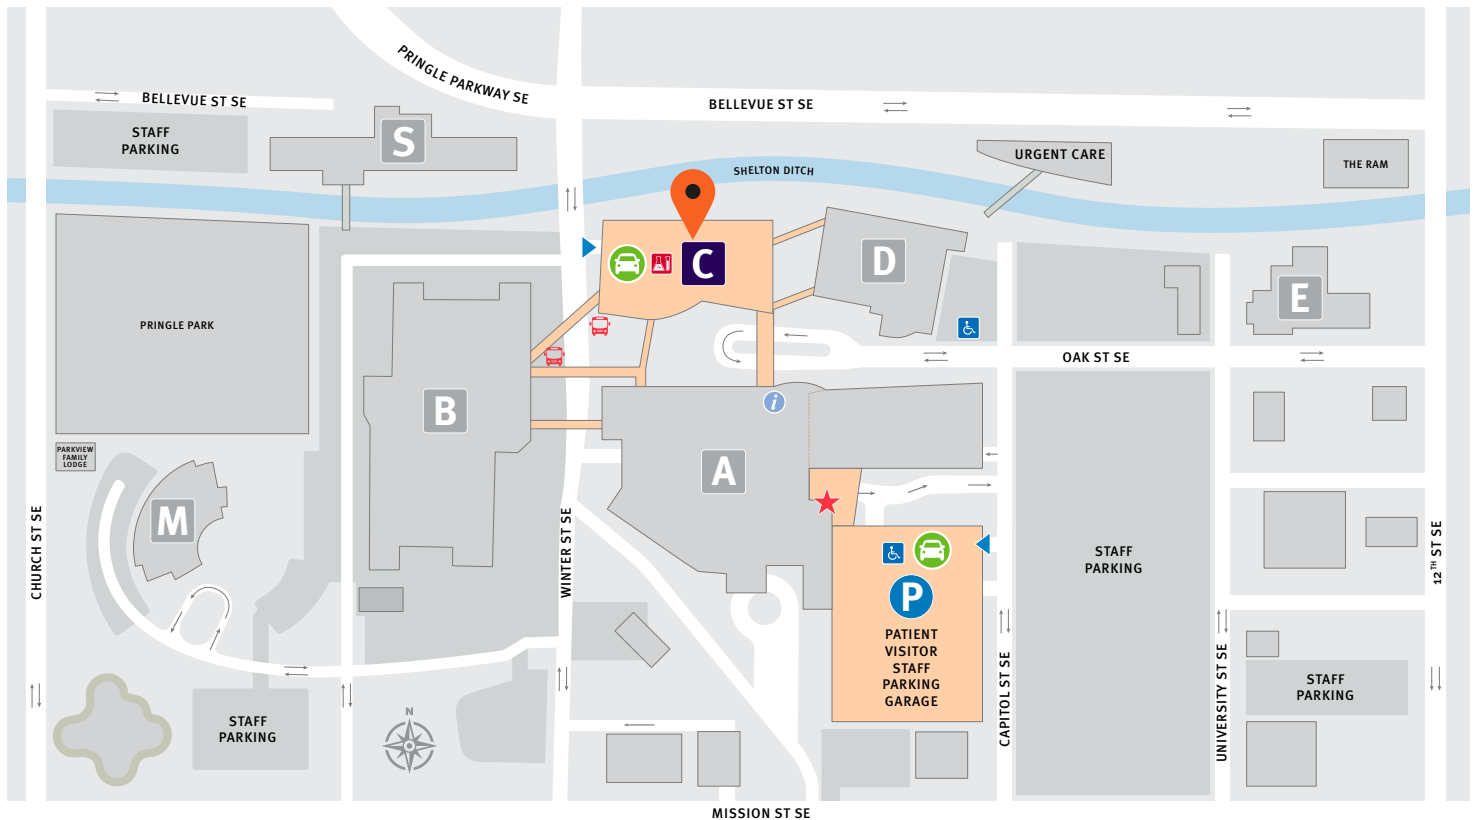 PRINGLE PARKWAY SE
BELLEVUE ST SE
BELLEVUE ST SE
STAFF
PARKING
S
URGENT CARE
THE RAM
SHELTON DITCH
C
D
E
PRINGLE PARK
OAK ST SE
i
B
A
PARKVIEW
FAMILY
LODGE
M
CHURCH ST SE
WINTER ST SE
STAFF
PARKING
12TH ST SE
P
PATIENT
VISITOR
STAFF
PARKING
GARAGE
CAPITOL ST SE
UNIVERSITY ST SE
STAFF
PARKING
STAFF
PARKING
N
MISSION ST SE